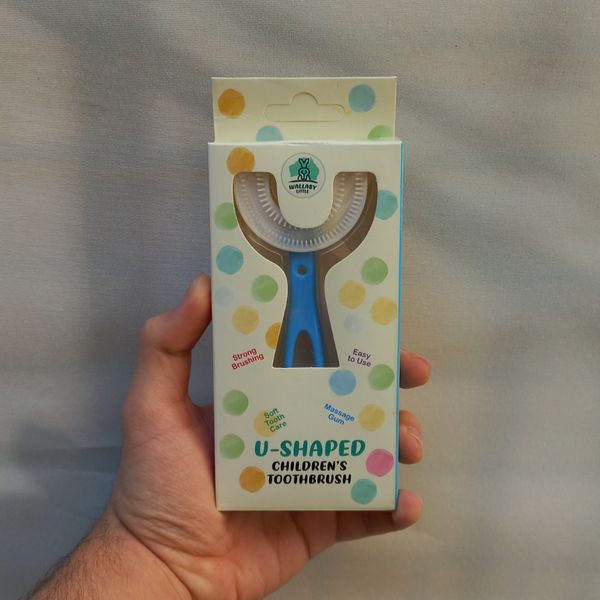 WALLABY
LITTLE
Strong
Brushing
Easy
to Use
Soft
Tooth
Care
Massage
Gum
U-SHAPED
CHILDREN'S
TOOTHBRUSH